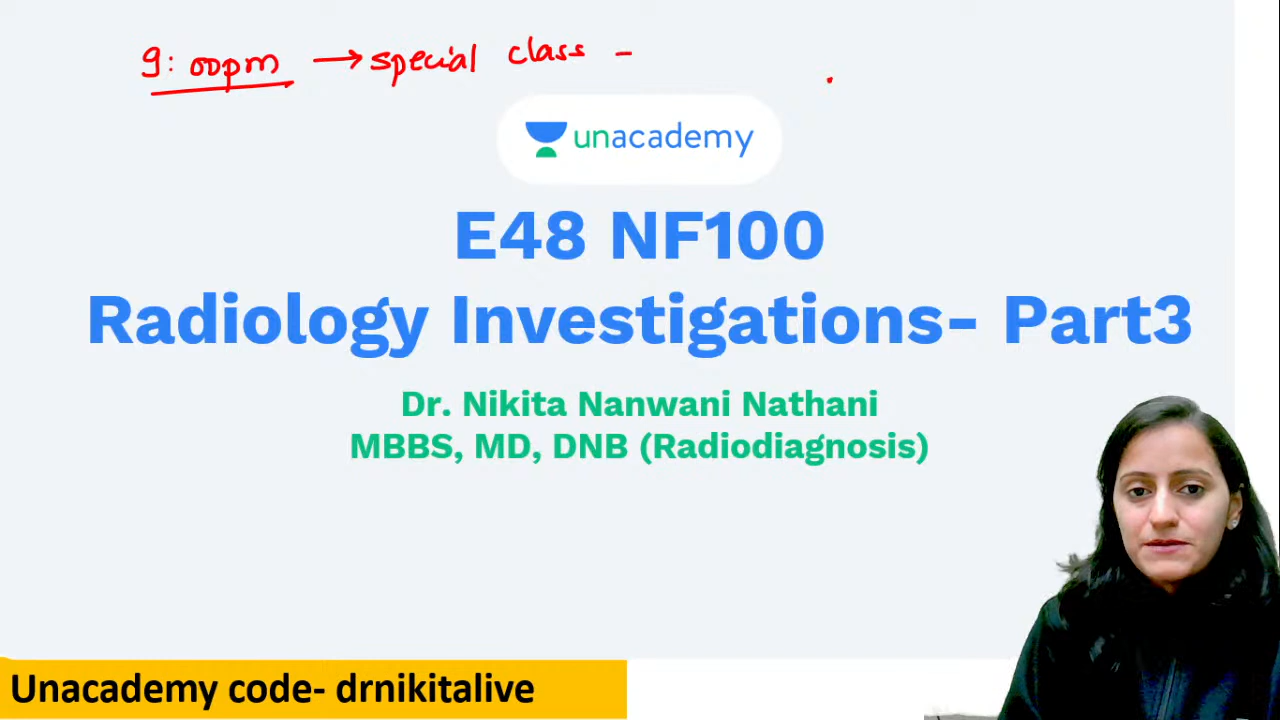 9:00pm → special class -
unacademy
E48 NF100
Radiology Investigations- Part3
Dr. Nikita Nanwani Nathani
MBBS, MD, DNB (Radiodiagnosis)
Unacademy code- drnikitalive